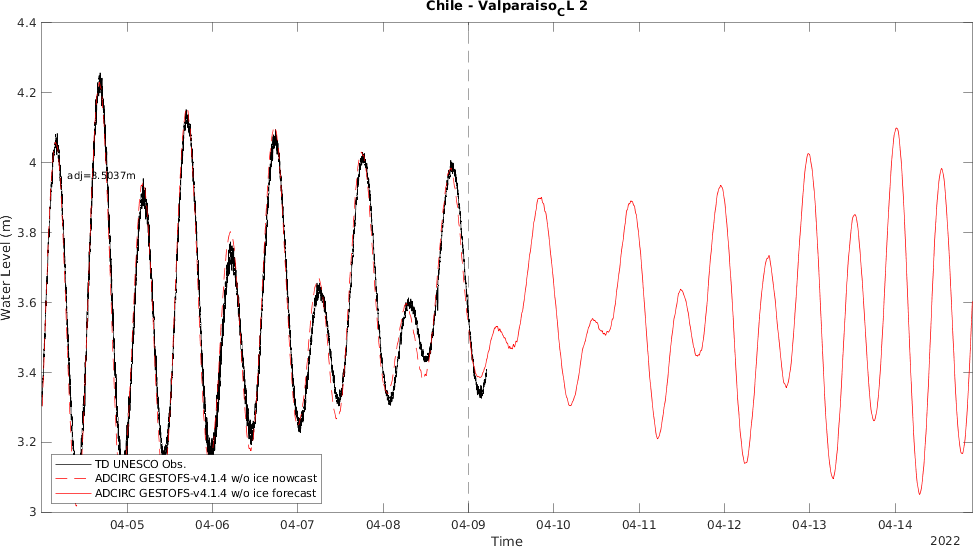 Chile - ValparaisoCL 2
4.4
4.2
4
3.8
3.6
3.4
3.2
3
Water Level (m)
adj=3.5037m
TD UNESCO Obs.
ADCIRC GESTOFS-v4.1.4 w/o ice nowcast
ADCIRC GESTOFS-v4.1.4 w/o ice forecast
04-05 04-06 04-07 04-08 04-09 04-10 04-11 04-12 04-13 04-14
Time
2022